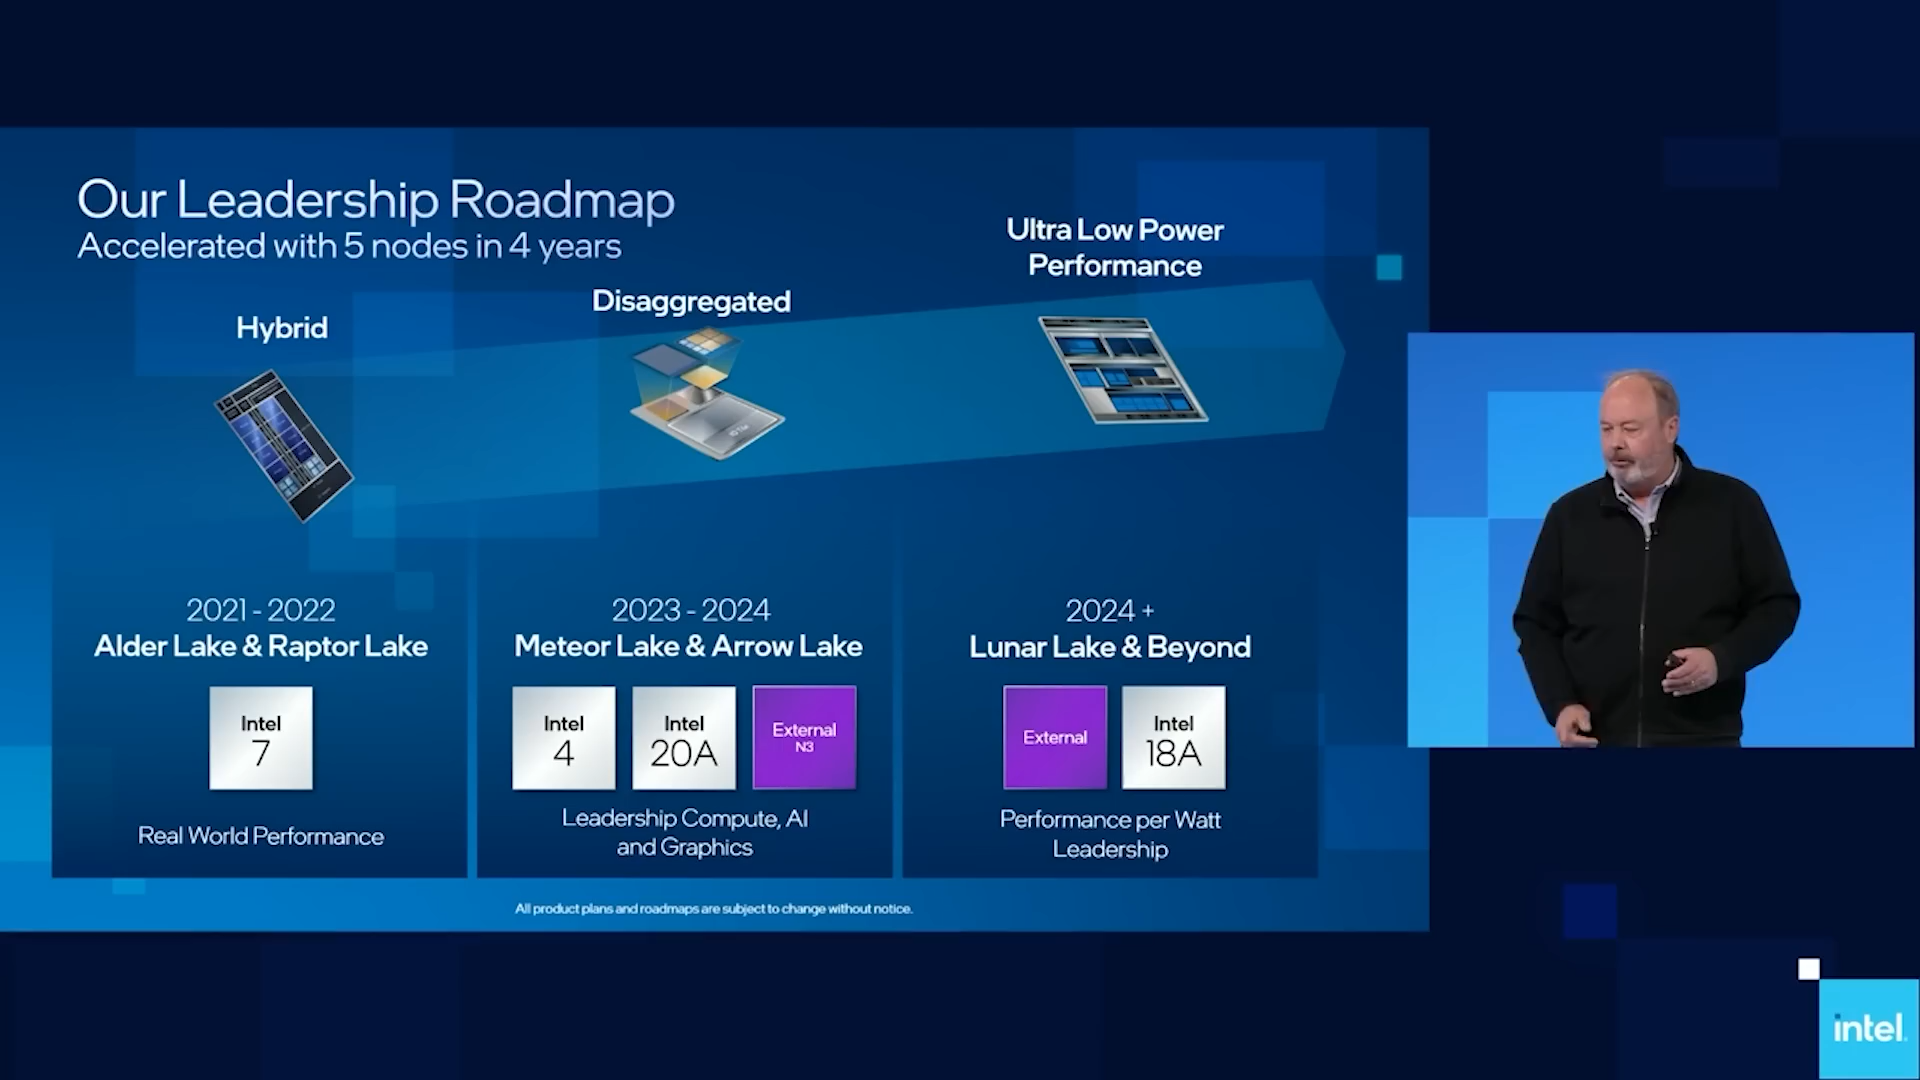 Our Leadership Roadmap
Accelerated with 5 nodes in 4 years
Hybrid
Disaggregated
Ultra Low Power
Performance
2021 - 2022
Alder Lake & Raptor Lake
Intel
7
Real World Performance
2023 - 2024
Meteor Lake & Arrow Lake
Intel
4
Intel
20A
External
N3
Leadership Compute, AI
and Graphics
2024 +
Lunar Lake & Beyond
External
Intel
18A
Performance per Watt
Leadership
All product plans and roadmaps are subject to change without notice.
intel.